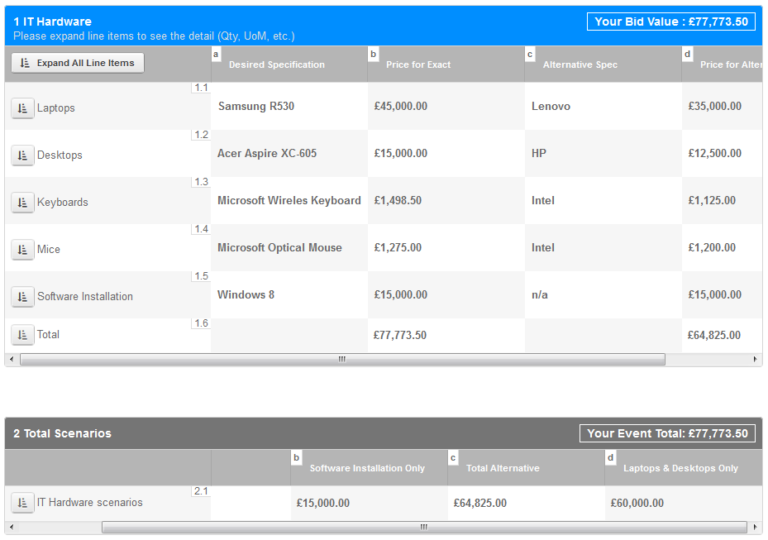 1 IT Hardware
Your Bid Value : £77,773.50
Please expand line items to see the detail (Qty, UoM, etc.)
Expand All Line Items
a
Desired Specification
b
Price for Exact
c
Alternative Spec
d
Price for Alter
1.1
Laptops
Samsung R530
£45,000.00
Lenovo
£35,000.00
1.2
Desktops
Acer Aspire XC-605
£15,000.00
HP
£12,500.00
1.3
Keyboards
Microsoft Wireles Keyboard
£1,498.50
Intel
£1,125.00
1.4
Mice
Microsoft Optical Mouse
£1,275.00
Intel
£1,200.00
1.5
Software Installation
Windows 8
£15,000.00
n/a
£15,000.00
1.6
Total
£77,773.50
£64,825.00
2 Total Scenarios
Your Event Total: £77,773.50
b
Software Installation Only
c
Total Alternative
d
Laptops & Desktops Only
2.1
IT Hardware scenarios
£15,000.00
£64,825.00
£60,000.00